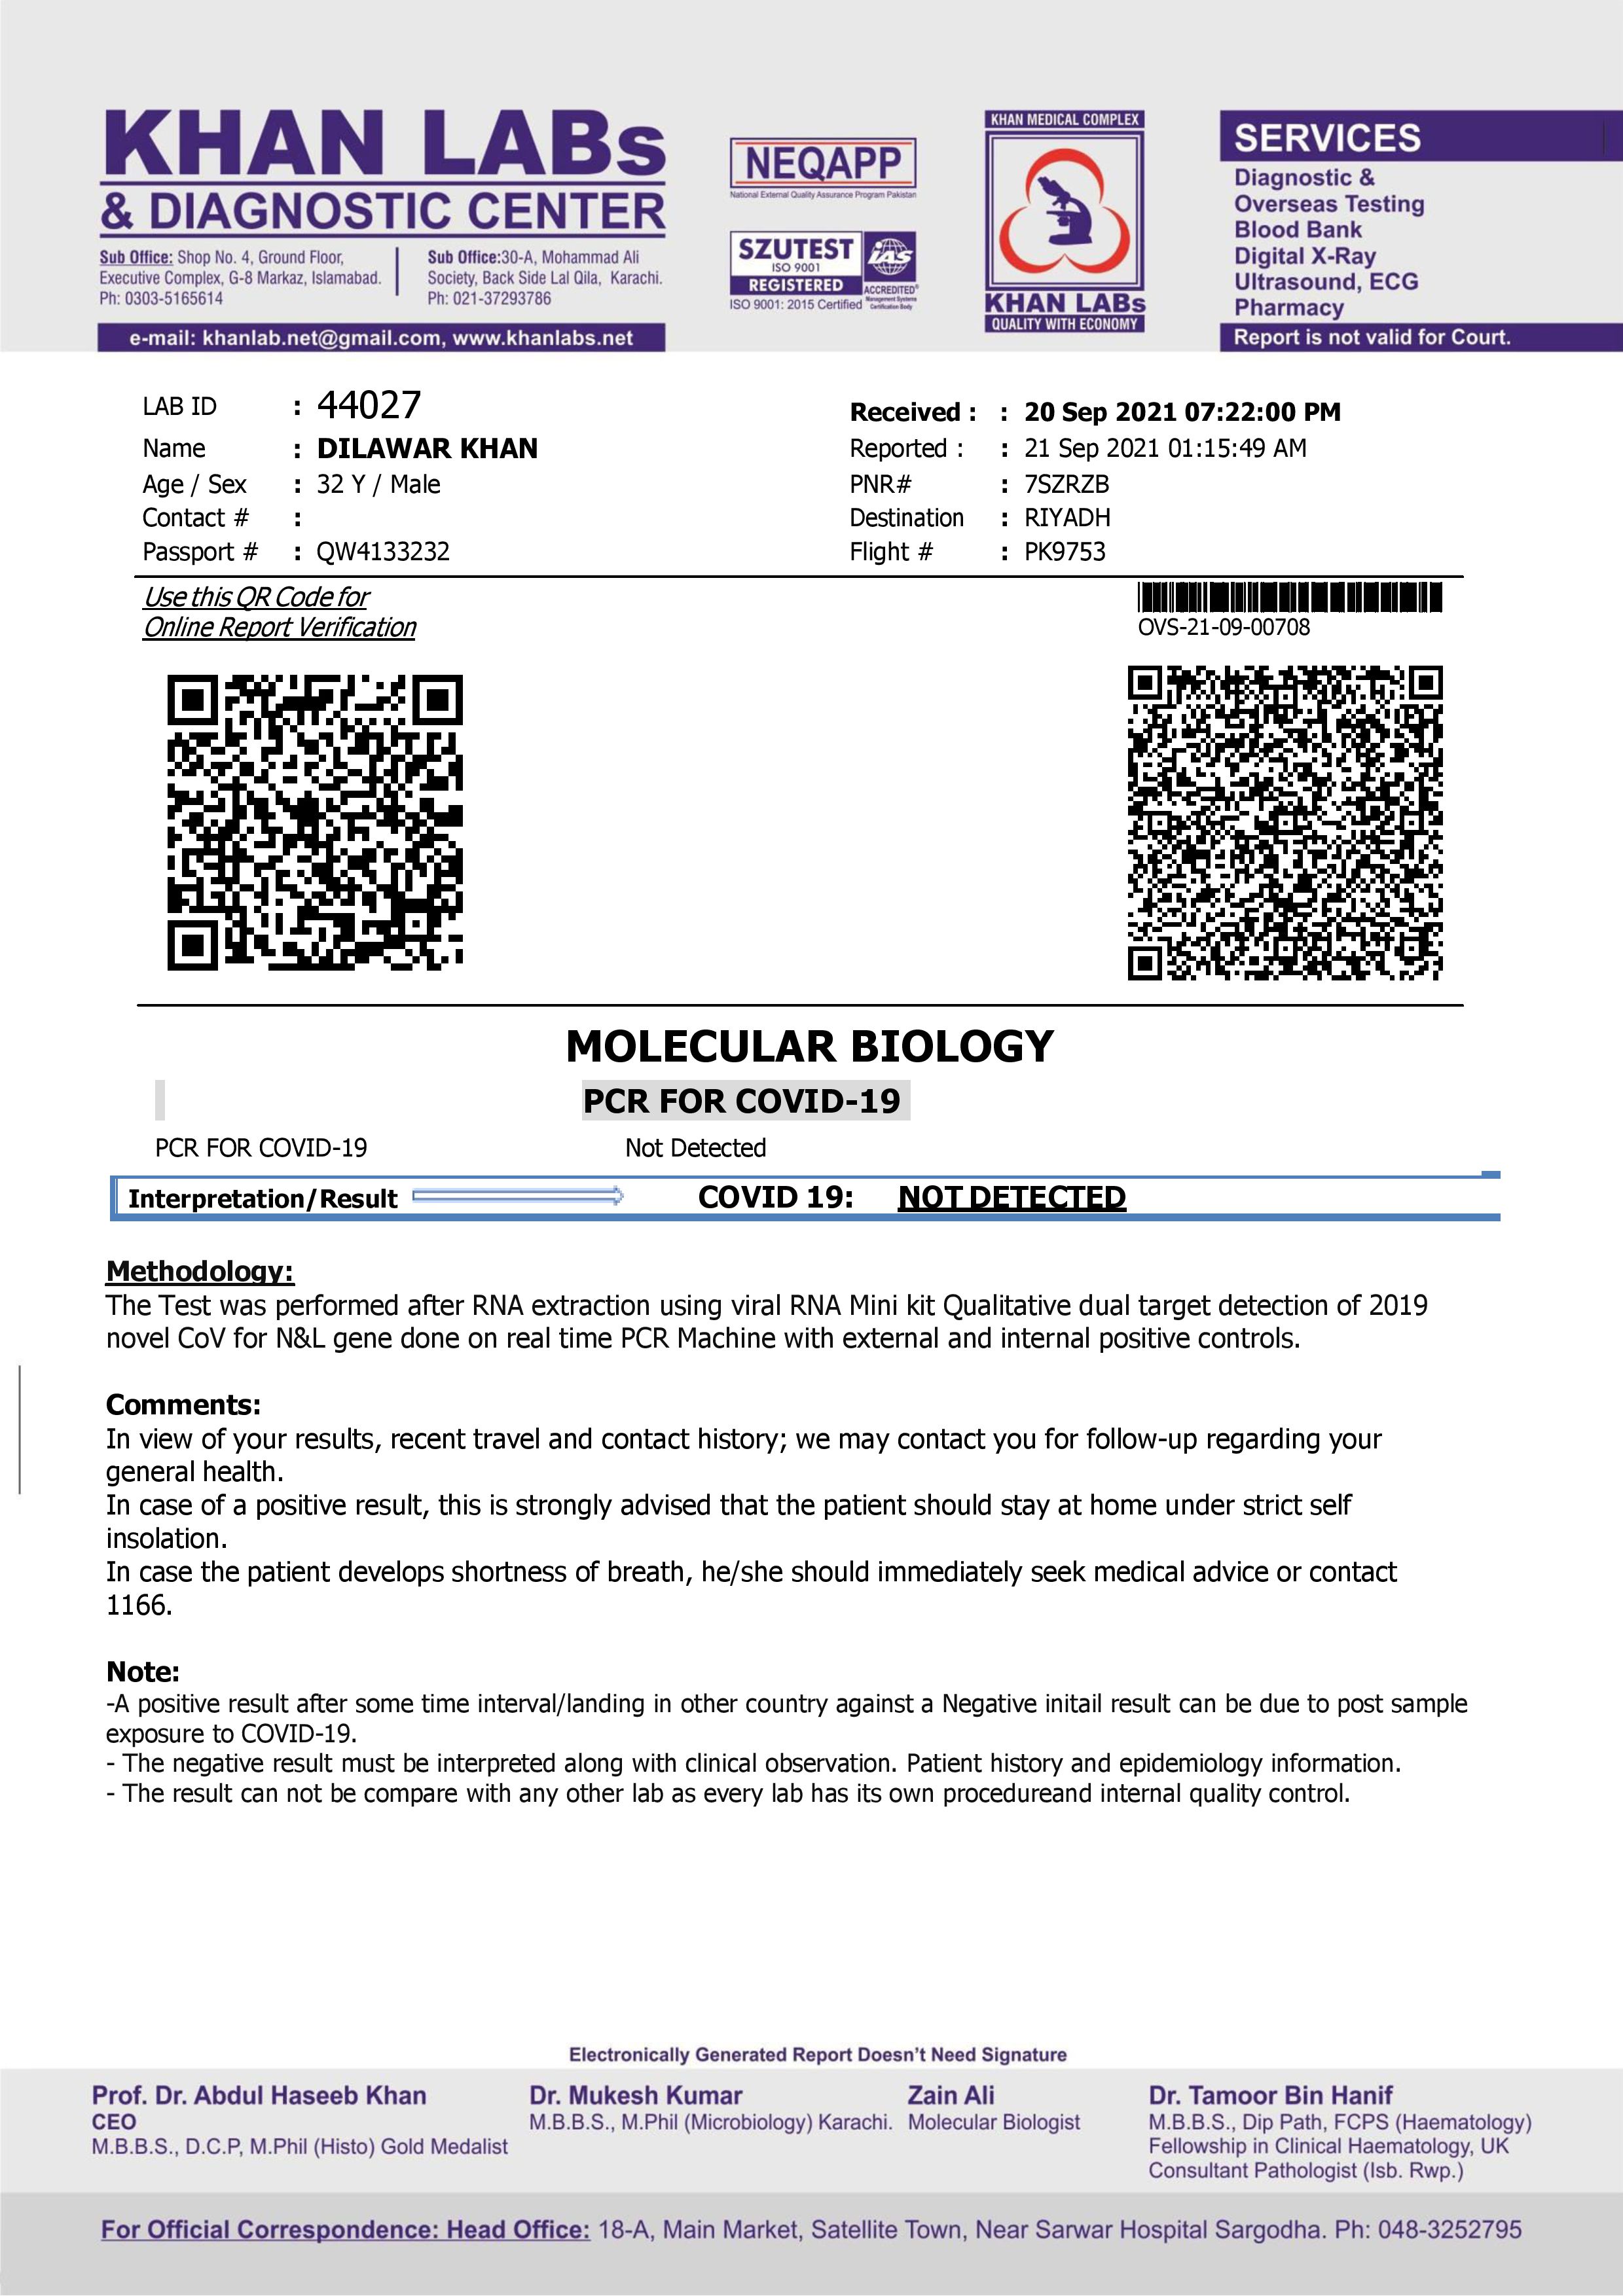 KHAN LABs
& DIAGNOSTIC CENTER
Sub Office: Shop No. 4, Ground Floor,
Executive Complex, G-8 Markaz, Islamabad.
Ph: 0303-5165614
Sub Office:30-A, Mohammad Ali
Society, Back Side Lal Qila, Karachi.
Ph: 021-37293786
e-mail: khanlab.net@gmail.com, www.khanlabs.net
NEQAPP
National External Quality Assurance Program Pakistan
SZUTEST
ISO 9001
REGISTERED
ISO 9001: 2015 Certified
IAS
ACCREDITED®
Management Systems
Certification Body
KHAN MEDICAL COMPLEX
KHAN LABs
QUALITY WITH ECONOMY
SERVICES
Diagnostic &
Overseas Testing
Blood Bank
Digital X-Ray
Ultrasound, ECG
Pharmacy
Report is not valid for Court.
LAB ID : 44027
Name : DILAWAR KHAN
Age / Sex : 32 Y / Male
Contact # :
Passport # : QW4133232
Received : : 20 Sep 2021 07:22:00 PM
Reported : : 21 Sep 2021 01:15:49 AM
PNR# : 7SZRZB
Destination : RIYADH
Flight # : PK9753
Use this QR Code for
Online Report Verification
OVS-21-09-00708
MOLECULAR BIOLOGY
PCR FOR COVID-19
PCR FOR COVID-19 Not Detected
Interpretation/Result COVID 19: NOT DETECTED
Methodology:
The Test was performed after RNA extraction using viral RNA Mini kit Qualitative dual target detection of 2019
novel CoV for N&L gene done on real time PCR Machine with external and internal positive controls.
Comments:
In view of your results, recent travel and contact history; we may contact you for follow-up regarding your
general health.
In case of a positive result, this is strongly advised that the patient should stay at home under strict self
insolation.
In case the patient develops shortness of breath, he/she should immediately seek medical advice or contact
1166.
Note:
-A positive result after some time interval/landing in other country against a Negative initail result can be due to post sample
exposure to COVID-19.
- The negative result must be interpreted along with clinical observation. Patient history and epidemiology information.
- The result can not be compare with any other lab as every lab has its own procedureand internal quality control.
Electronically Generated Report Doesn't Need Signature
Prof. Dr. Abdul Haseeb Khan
CEO
M.B.B.S., D.C.P, M.Phil (Histo) Gold Medalist
Dr. Mukesh Kumar
M.B.B.S., M.Phil (Microbiology) Karachi.
Zain Ali
Molecular Biologist
Dr. Tamoor Bin Hanif
M.B.B.S., Dip Path, FCPS (Haematology)
Fellowship in Clinical Haematology, UK
Consultant Pathologist (Isb. Rwp.)
For Official Correspondence: Head Office: 18-A, Main Market, Satellite Town, Near Sarwar Hospital Sargodha. Ph: 048-3252795